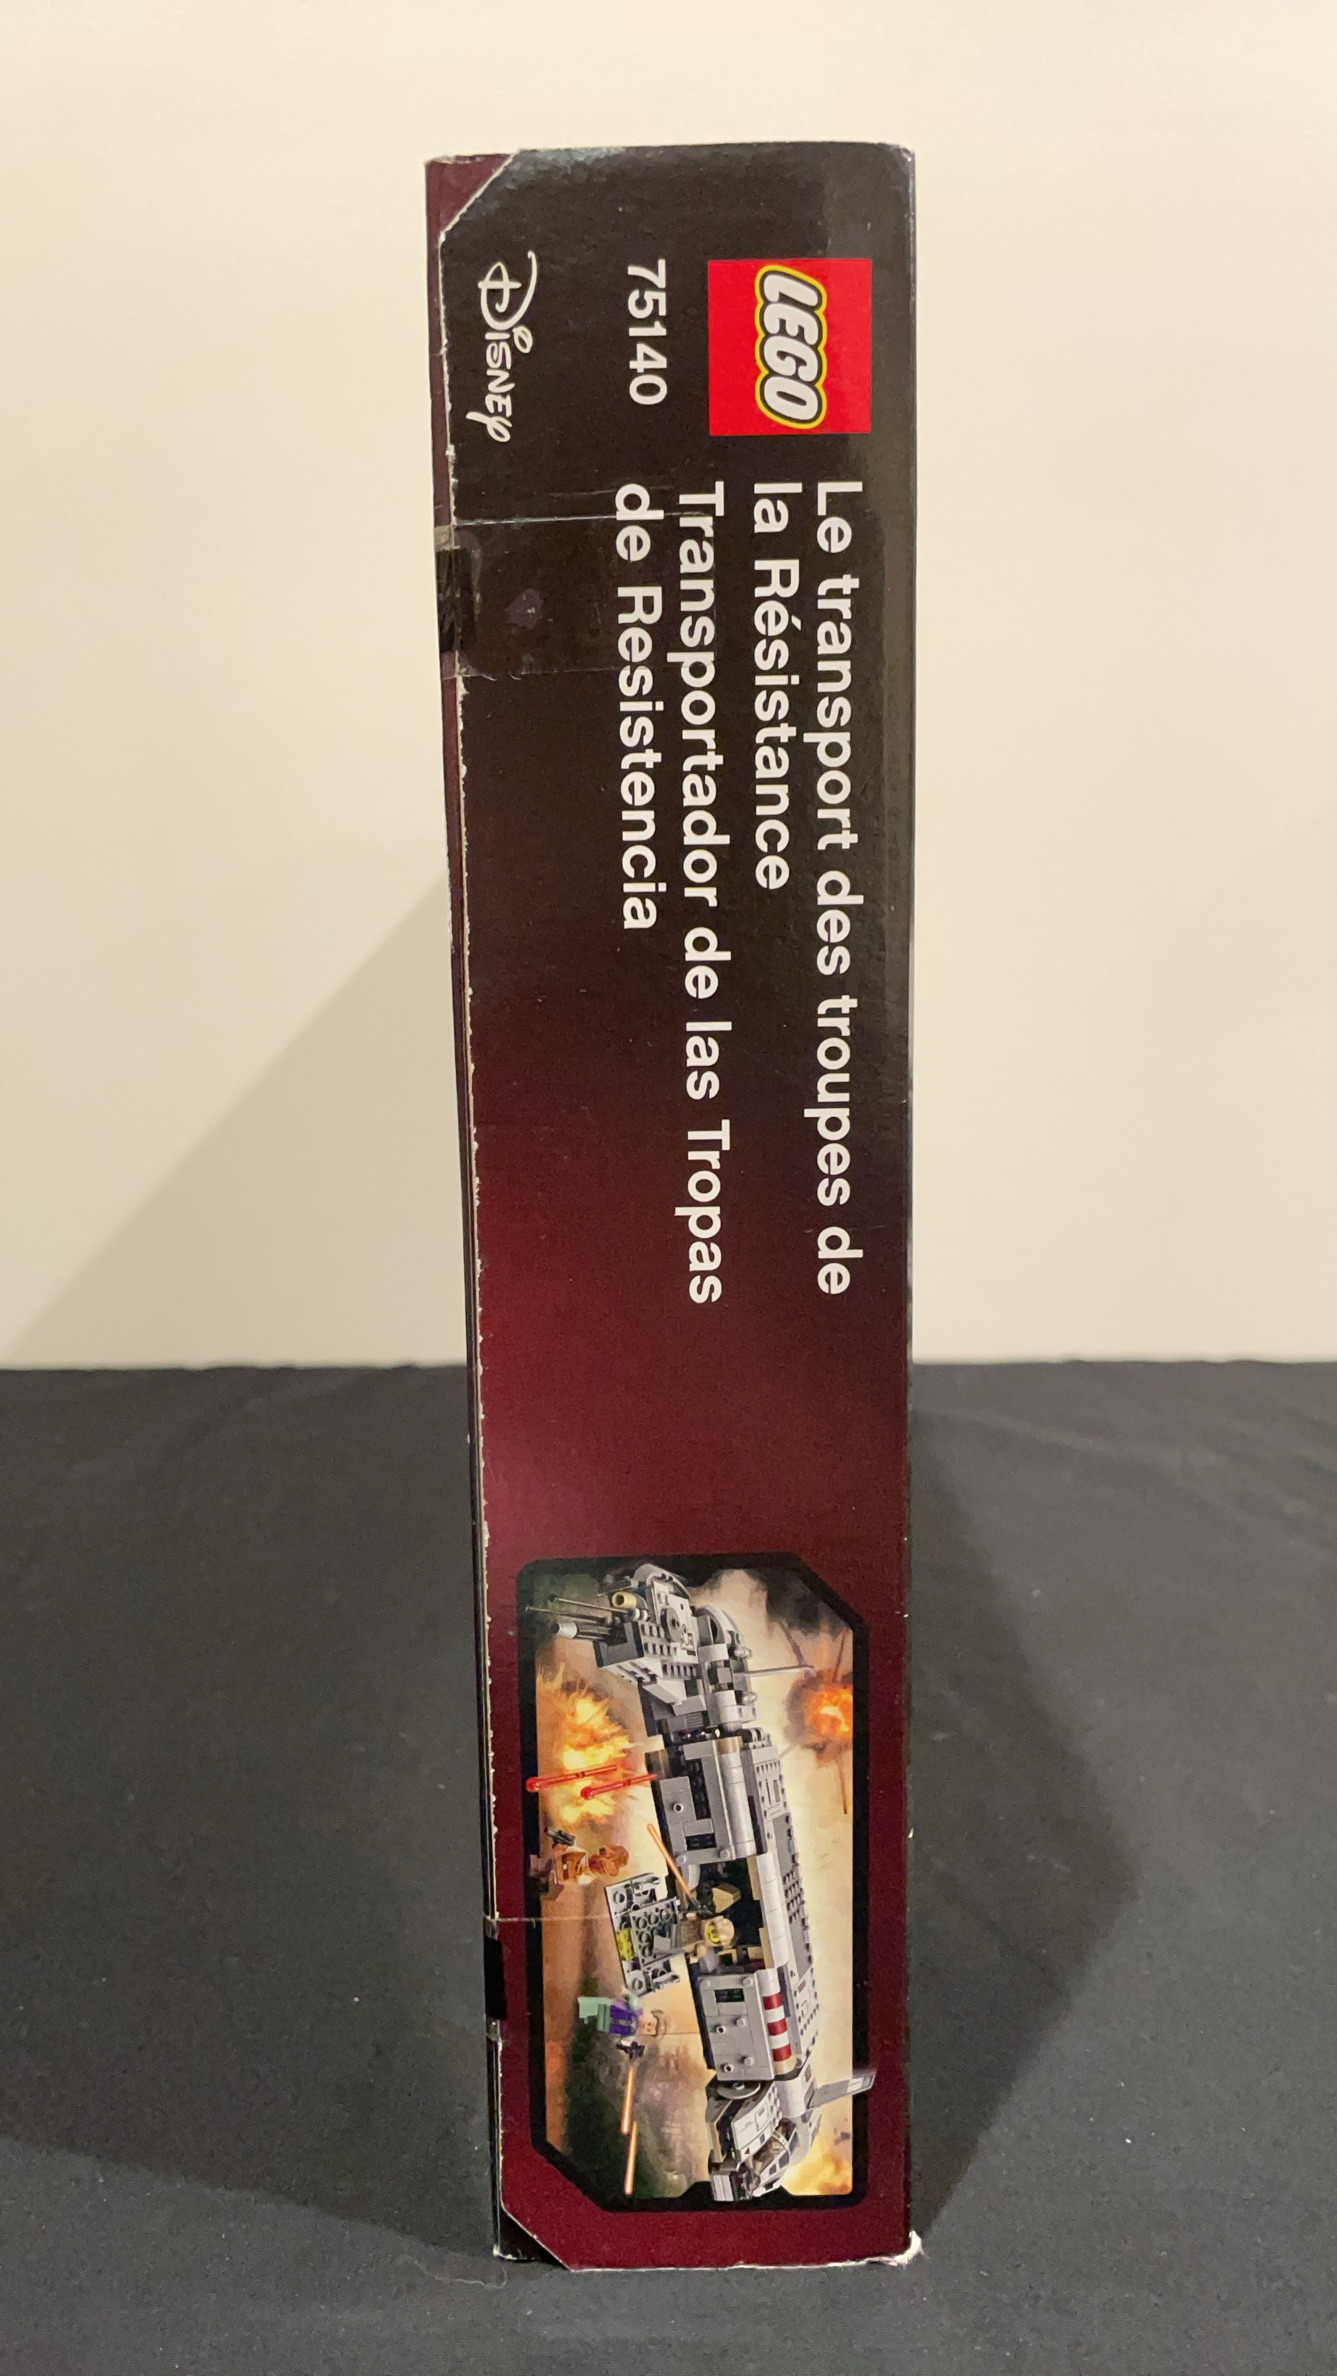 LEGO
75140
Disney
Le transport des troupes de
la Résistance
Transportador de las Tropas
de Resistencia